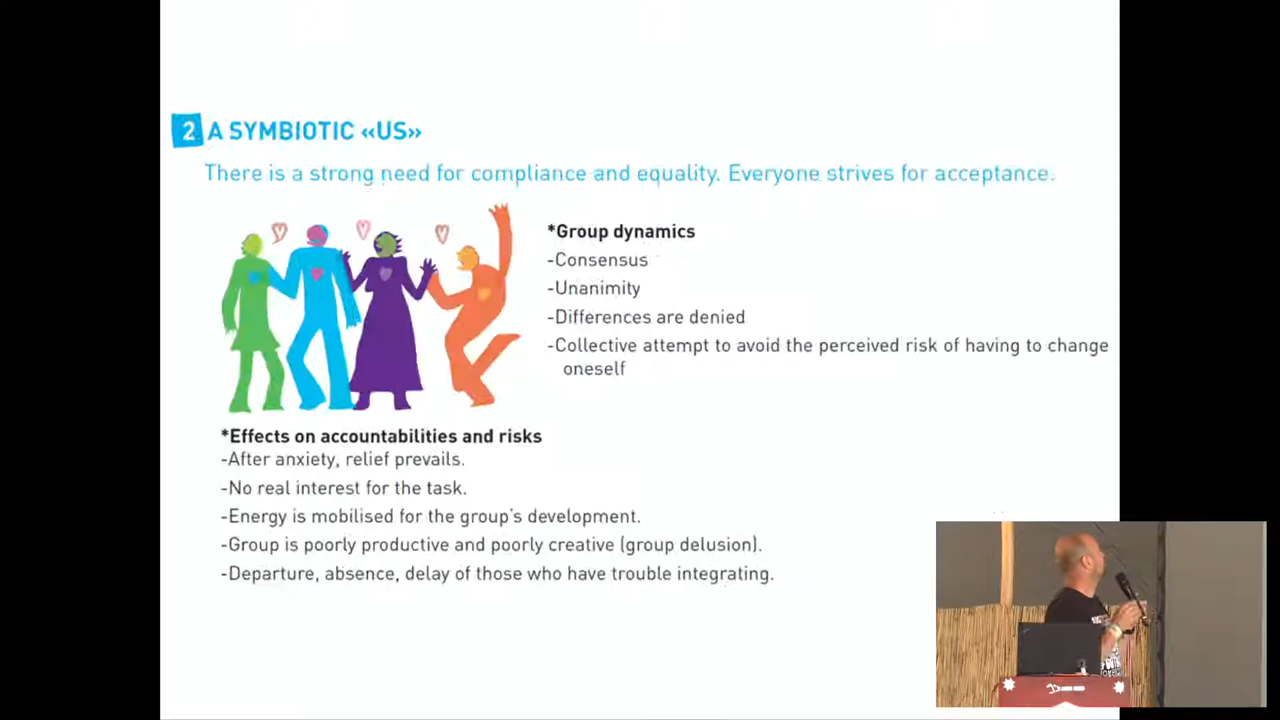 2 A SYMBIOTIC «US»
There is a strong need for compliance and equality. Everyone strives for acceptance.
*Group dynamics
-Consensus
-Unanimity
-Differences are denied
-Collective attempt to avoid the perceived risk of having to change
oneself
*Effects on accountabilities and risks
-After anxiety, relief prevails.
-No real interest for the task.
-Energy is mobilised for the group's development.
-Group is poorly productive and poorly creative (group delusion).
-Departure, absence, delay of those who have trouble integrating.